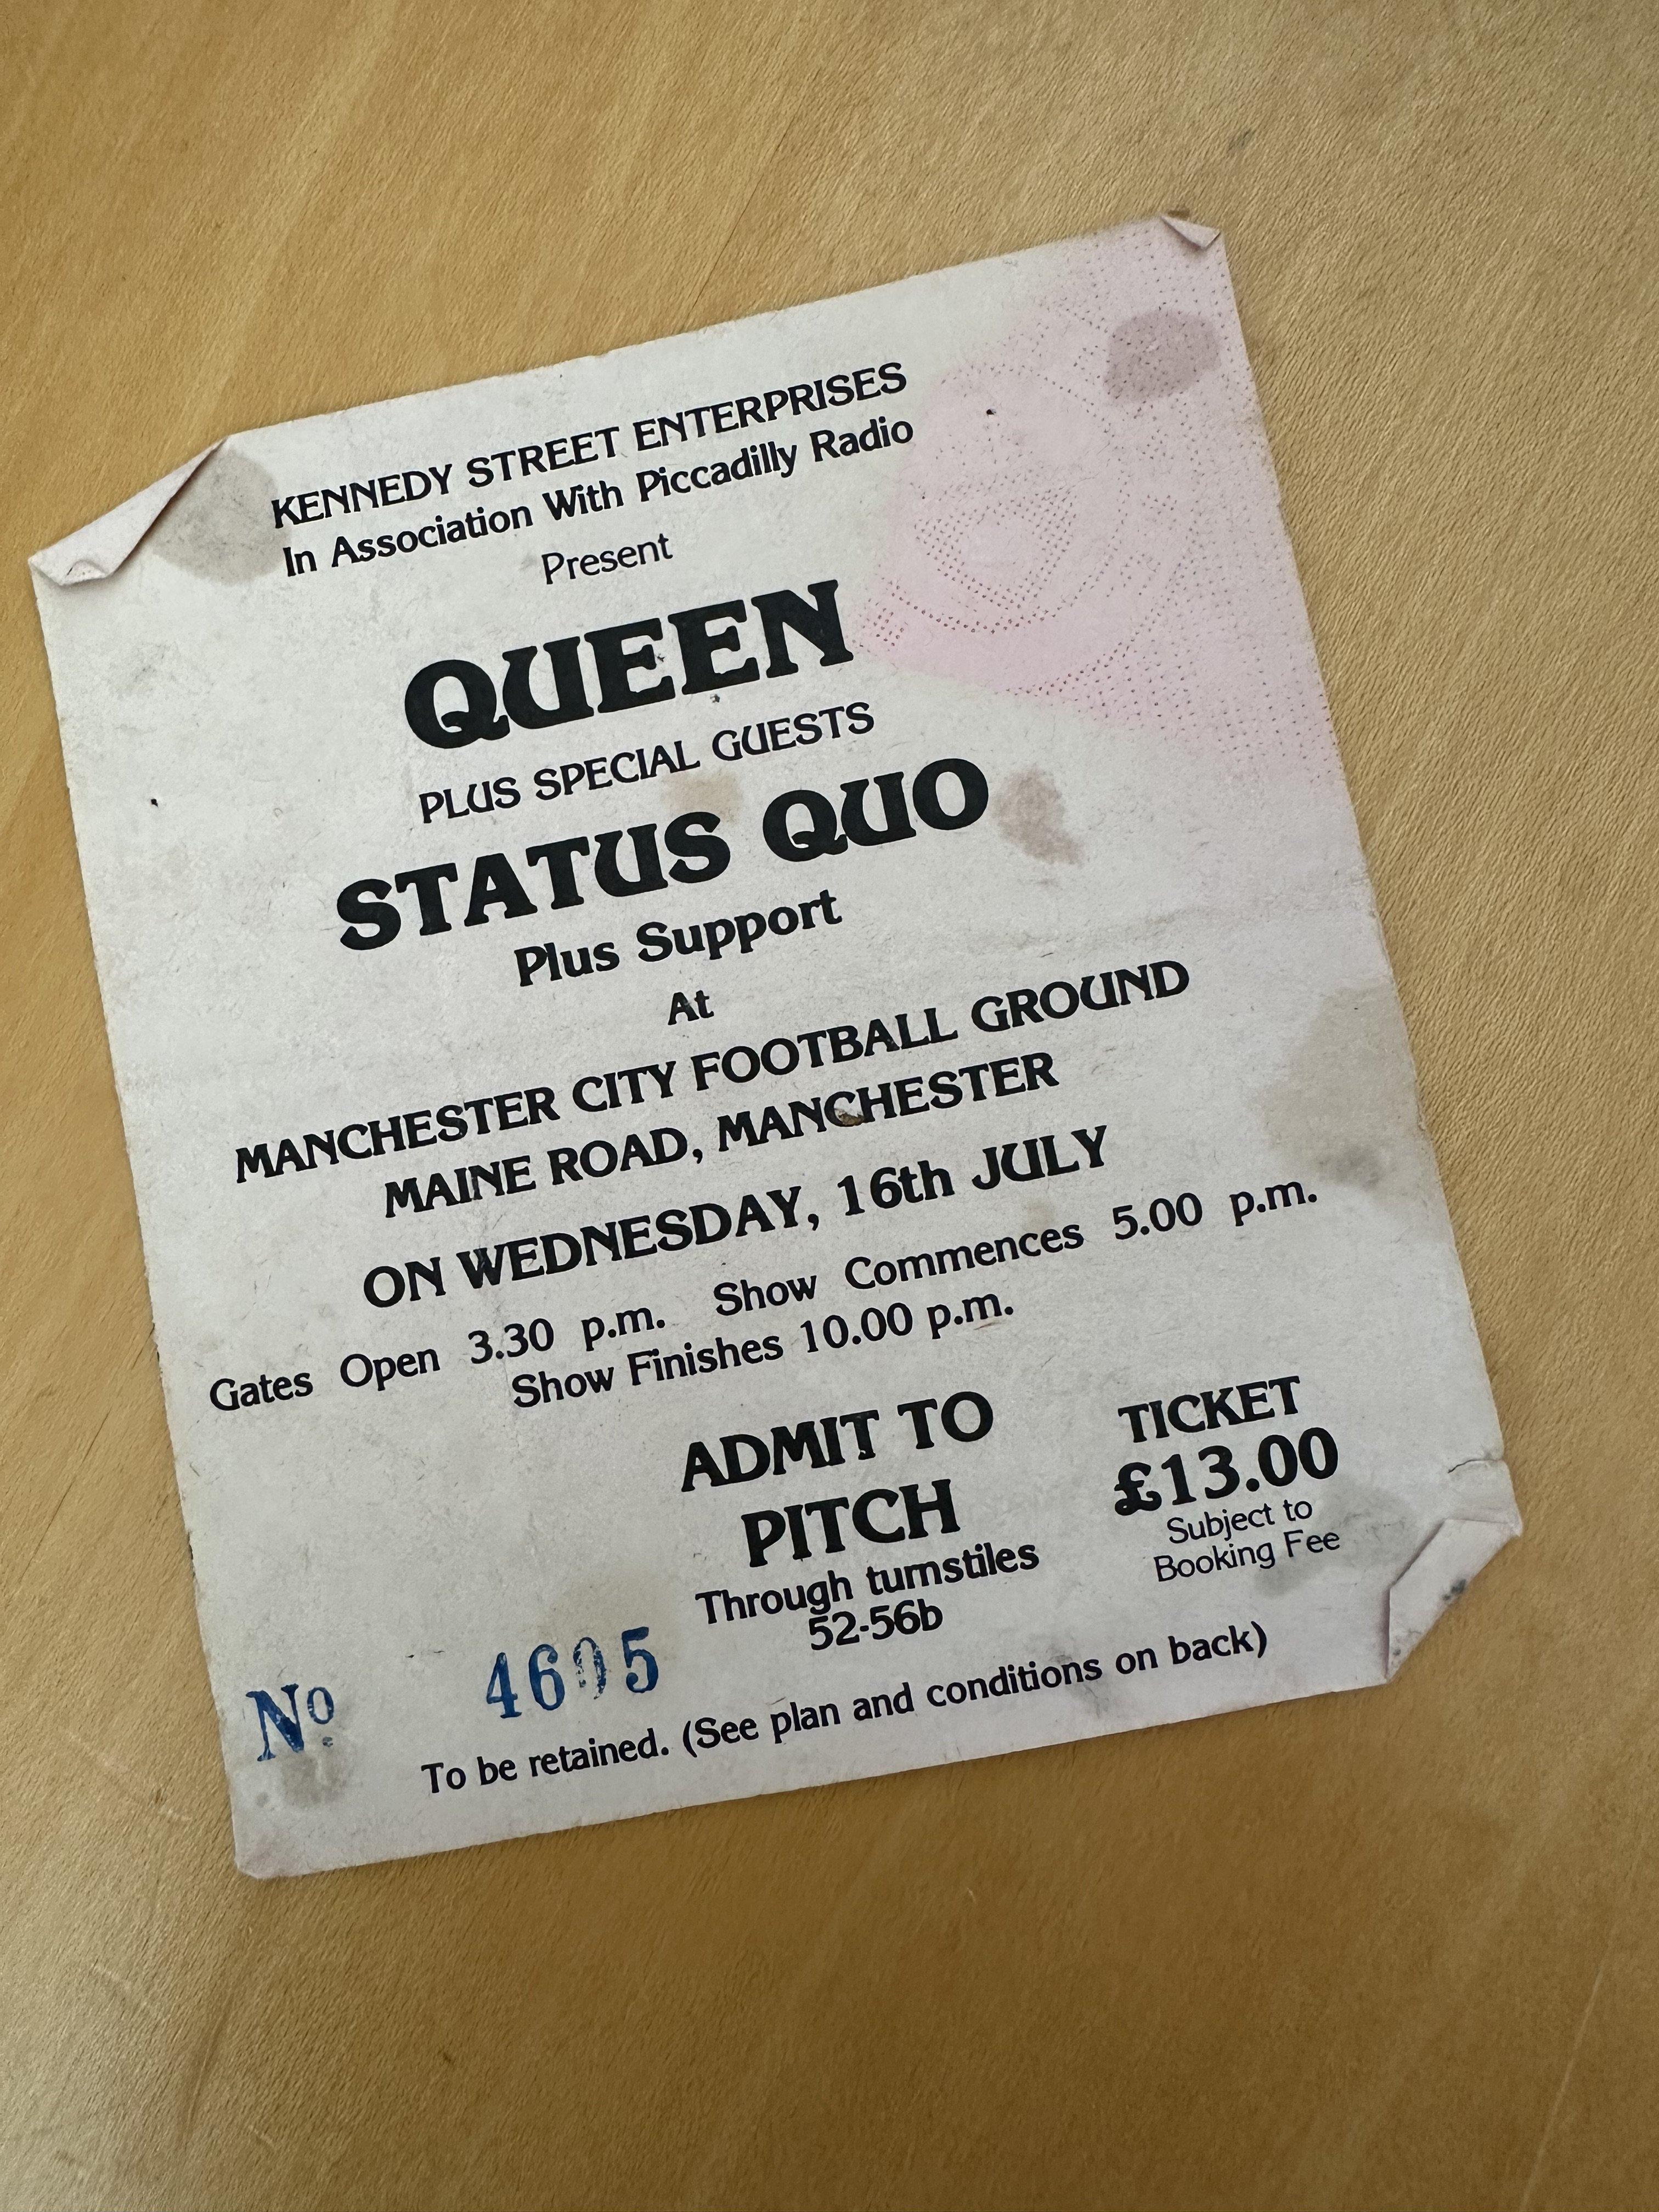 KENNEDY STREET ENTERPRISES
In Association With Piccadilly Radio
Present
QUEEN
PLUS SPECIAL GUESTS
STATUS QUO
Plus Support
At
MANCHESTER CITY FOOTBALL GROUND
MAINE ROAD, MANCHESTER
ON WEDNESDAY, 16th JULY
Gates Open 3.30 p.m. Show Commences 5.00 p.m.
Show Finishes 10.00 p.m.
ADMIT TO
PITCH
Through turnstiles
52-56b
TICKET
£13.00
Subject to
Booking Fee
Nº
To be retained. (See plan and conditions on back)